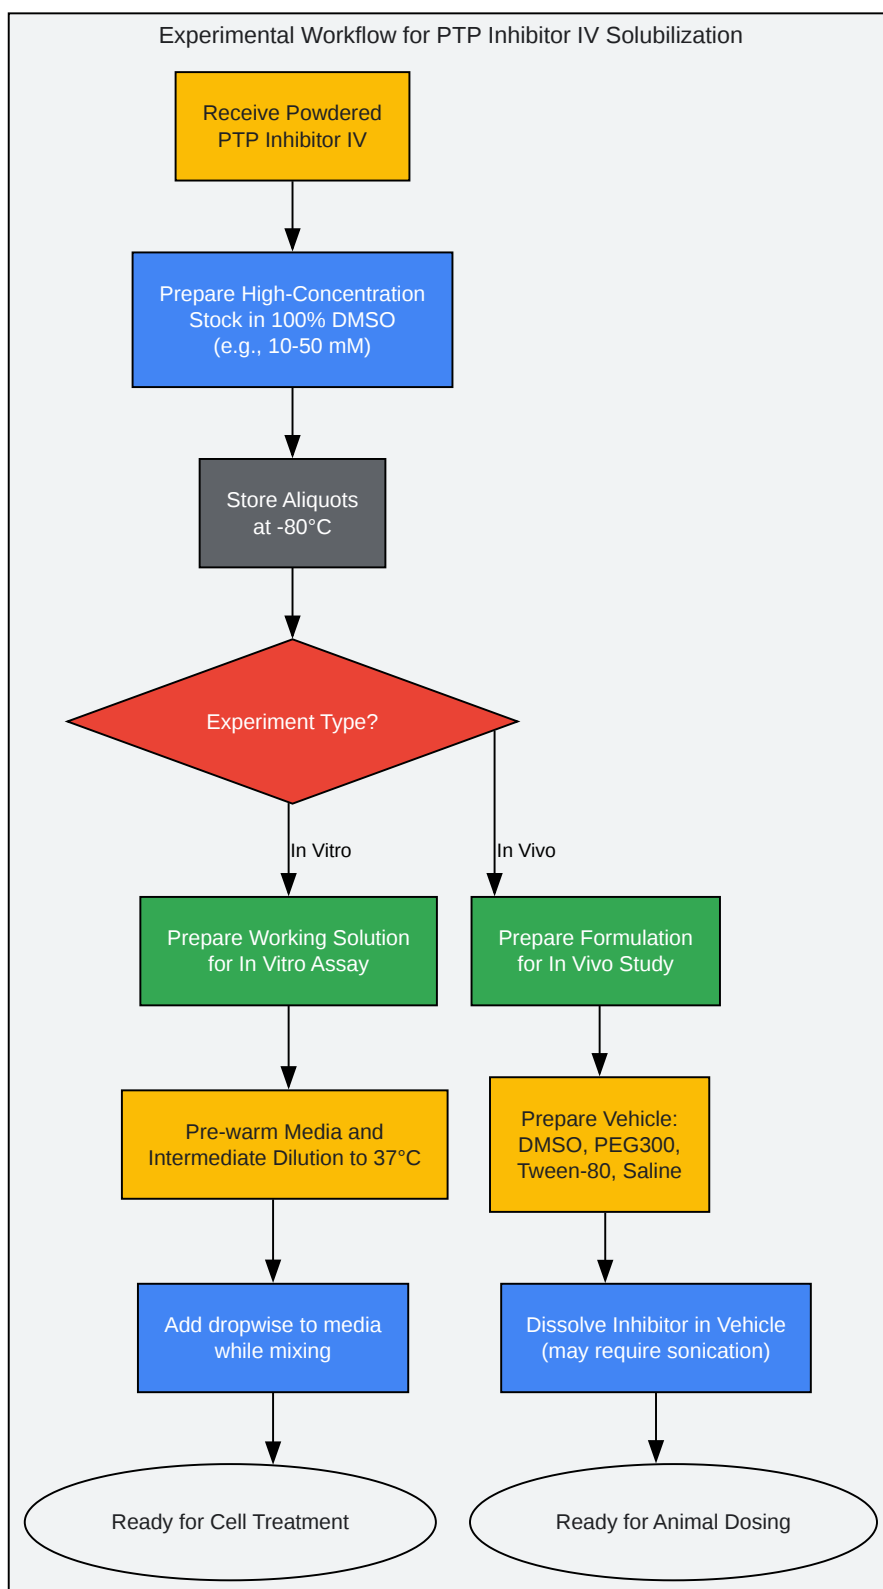 Experimental Workflow for PTP Inhibitor IV Solubilization
Receive Powdered
PTP Inhibitor IV
Prepare High-Concentration
Stock in 100% DMSO
(e.g., 10-50 mM)
Store Aliquots
at -80°C
Experiment Type?
In Vitro
In Vivo
Prepare Working Solution
for In Vitro Assay
Prepare Formulation
for In Vivo Study
Pre-warm Media and
Intermediate Dilution to 37°C
Prepare Vehicle:
DMSO, PEG300,
Tween-80, Saline
Add dropwise to media
while mixing
Dissolve Inhibitor in Vehicle
(may require sonication)
Ready for Cell Treatment
Ready for Animal Dosing